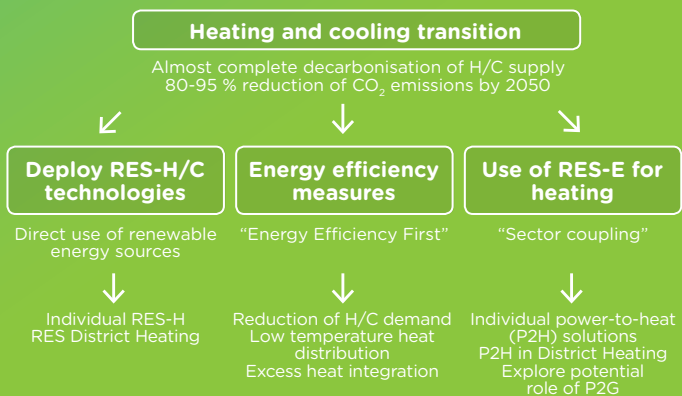 Heating and cooling transition
Almost complete decarbonisation of H/C supply
80-95 % reduction of CO₂ emissions by 2050
Deploy RES-H/C
technologies
Direct use of renewable
energy sources
Individual RES-H
RES District Heating
Energy efficiency
measures
“Energy Efficiency First”
Reduction of H/C demand
Low temperature heat
distribution
Excess heat integration
Use of RES-E for
heating
“Sector coupling”
Individual power-to-heat
(P2H) solutions
P2H in District Heating
Explore potential
role of P2G